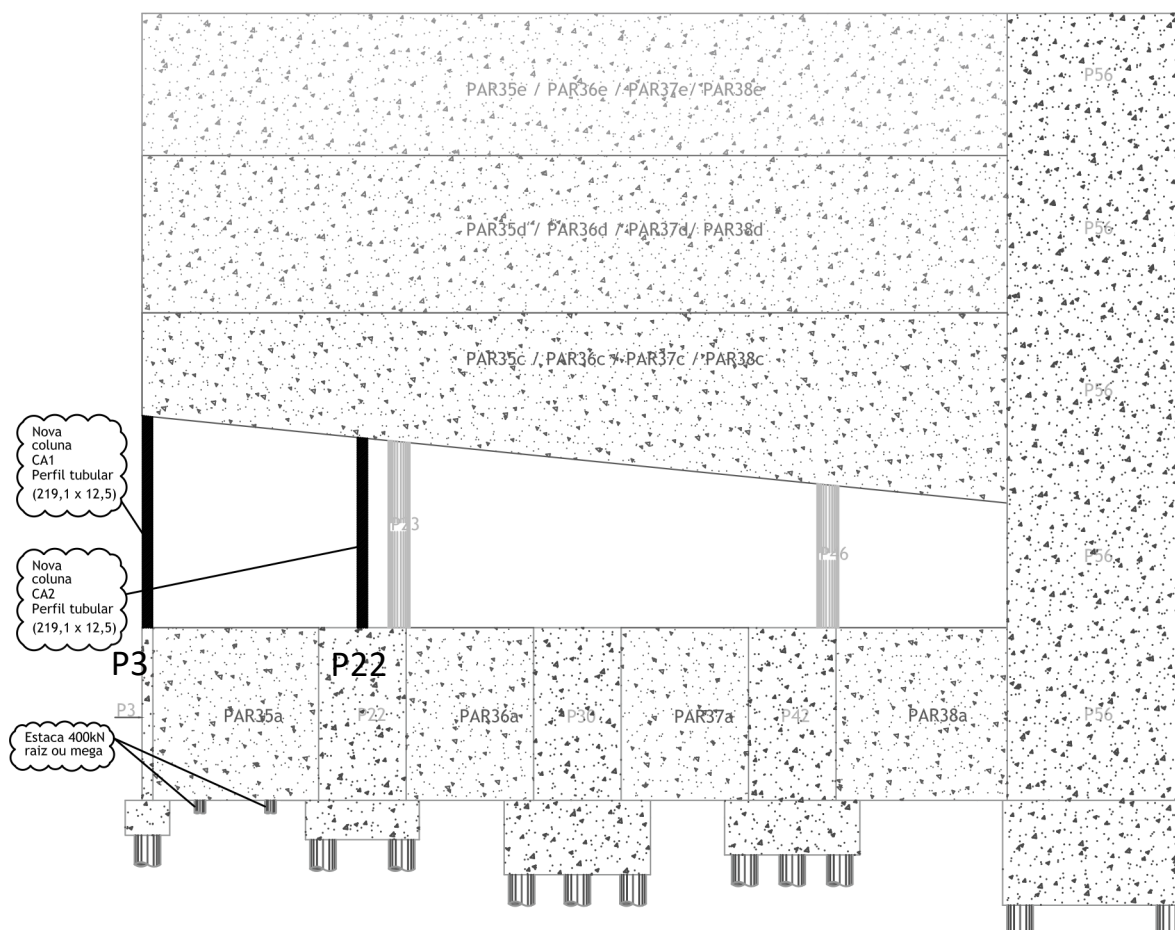 PAR35e / PAR36e / PAR37e/ PAR38e
P56
PAR35d / PAR36d / PAR37d/ PAR38d
P56
PAR35c / PAR36c / PAR37c / PAR38c
P56
Nova
coluna
CA1
Perfil tubular
(219,1 x 12,5)
P23
P46
P56
Nova
coluna
CA2
Perfil tubular
(219,1 x 12,5)
P3
P22
P3
PAR35a
P22
PAR36a
P30
PAR37a
P42
PAR38a
P56
Estaca 400kN
raiz ou mega